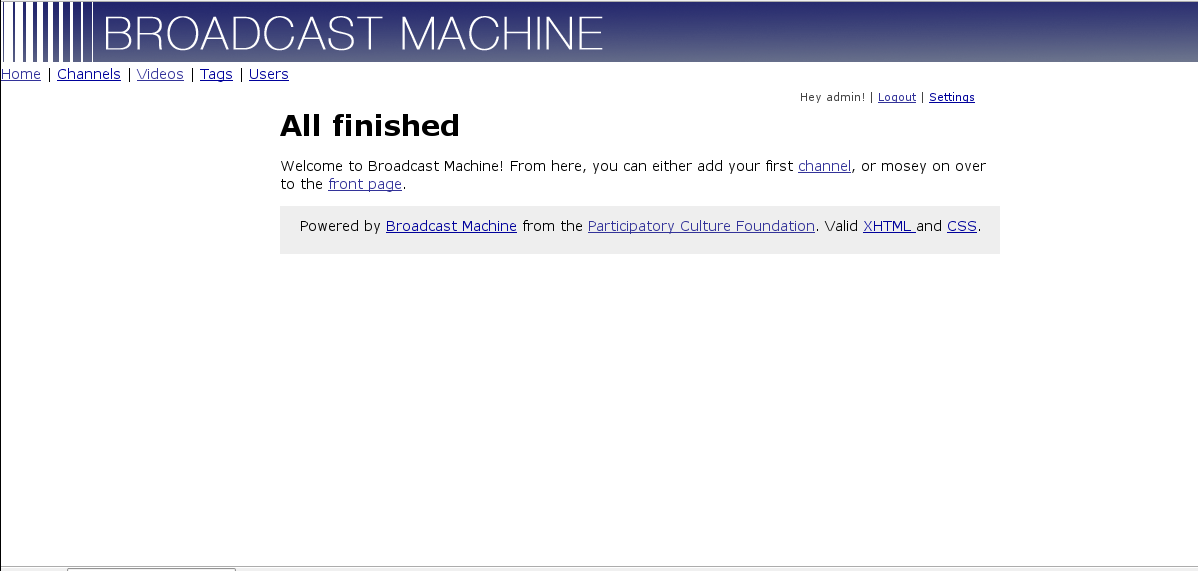 BROADCAST MACHINE
Home | Channels | Videos | Tags | Users
Hey admin! | Logout | Settings
All finished
Welcome to Broadcast Machine! From here, you can either add your first channel, or mosey on over
to the front page.
Powered by Broadcast Machine from the Participatory Culture Foundation. Valid XHTML and CSS.